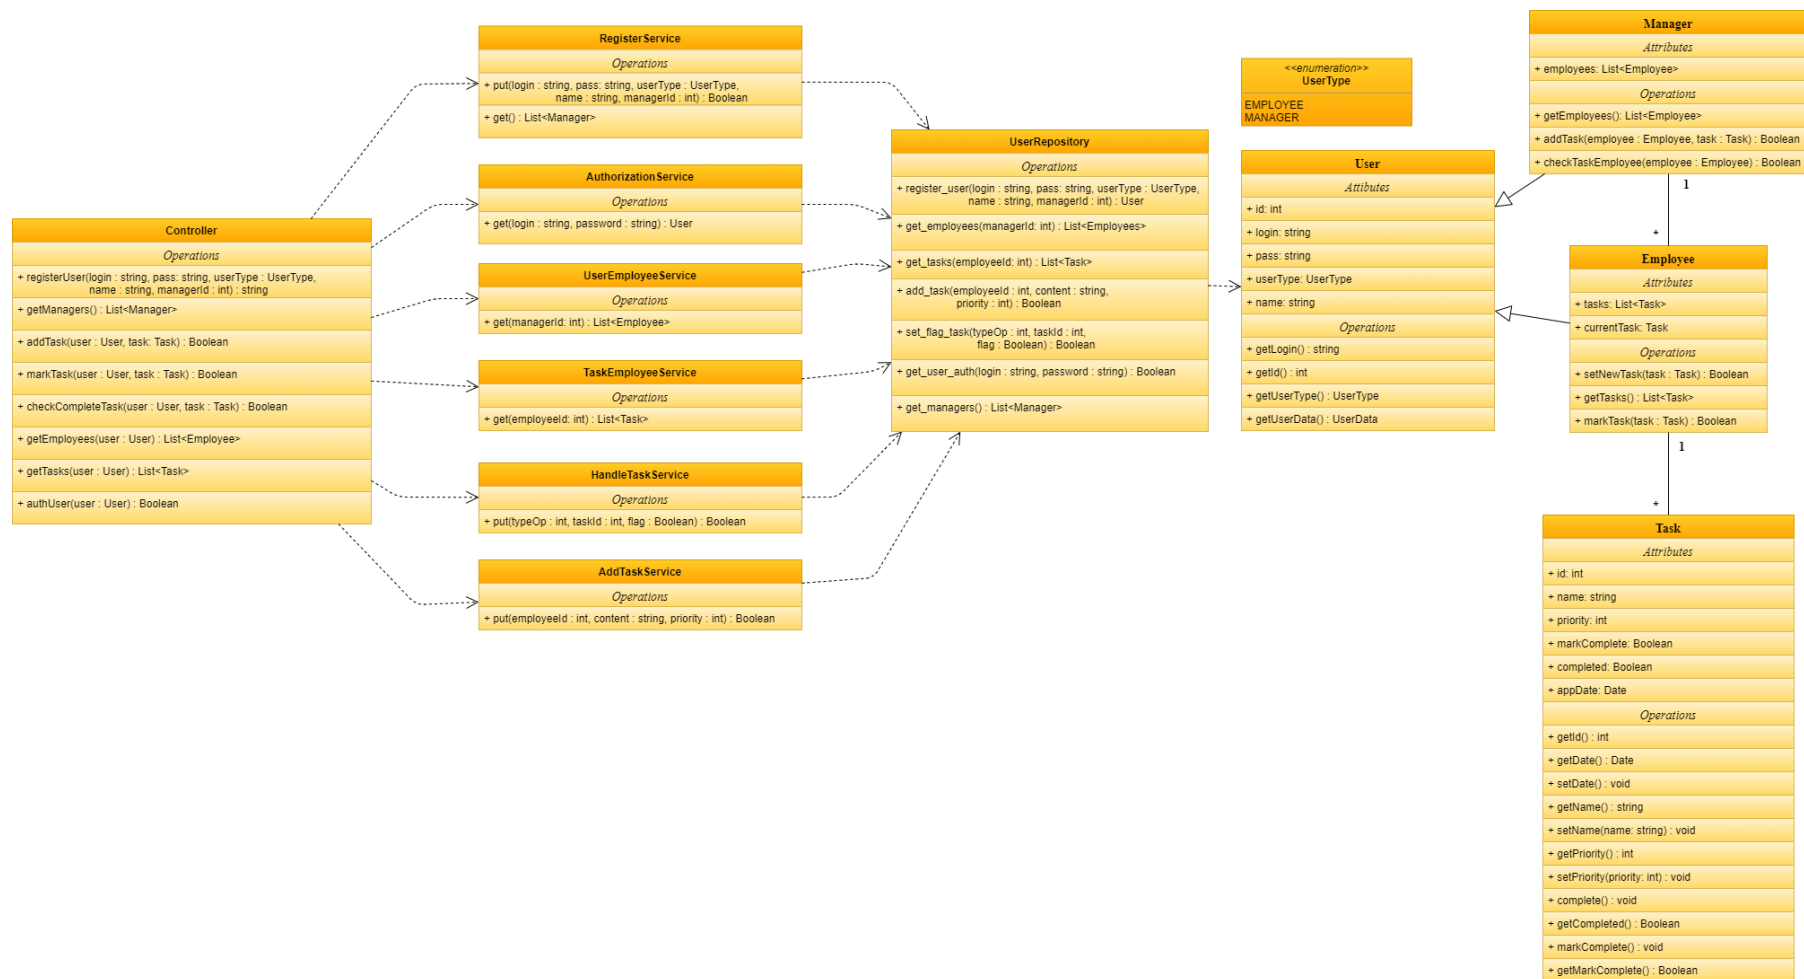 Controller
Operations
+ registerUser(login : string, pass: string, userType : UserType,
name : string, managerId : int) : string
+ getManagers() : List<Manager>
+ addTask(user : User, task: Task) : Boolean
+ markTask(user : User, task : Task) : Boolean
+ checkCompleteTask(user : User, task : Task) : Boolean
+ getEmployees(user : User) : List<Employee>
+ getTasks(user : User) : List<Task>
+ authUser(user : User) : Boolean
RegisterService
Operations
+ put(login : string, pass: string, userType : UserType,
name : string, managerId : int) : Boolean
+ get() : List<Manager>
AuthorizationService
Operations
+ get(login : string, password : string) : User
UserEmployeeService
Operations
+ get(managerId: int) : List<Employee>
TaskEmployeeService
Operations
+ get(employeeId: int) : List<Task>
HandleTaskService
Operations
+ put(typeOp : int, taskId : int, flag : Boolean) : Boolean
AddTaskService
Operations
+ put(employeeId : int, content : string, priority : int) : Boolean
UserRepository
Operations
+ register_user(login : string, pass: string, userType : UserType,
name : string, managerId : int) : User
+ get_employees(managerId: int) : List<Employees>
+ get_tasks(employeeId: int) : List<Task>
+ add_task(employeeId : int, content : string,
priority : int) : Boolean
+ set_flag_task(typeOp : int, taskId : int,
flag : Boolean) : Boolean
+ get_user_auth(login : string, password : string) : Boolean
+ get_managers() : List<Manager>
<<enumeration>>
UserType
EMPLOYEE
MANAGER
User
Attibutes
+ id: int
+ login: string
+ pass: string
+ userType: UserType
+ name: string
Operations
+ getLogin() : string
+ getId() : int
+ getUserType() : UserType
+ getUserData() : UserData
Manager
Attributes
+ employees: List<Employee>
Operations
+ getEmployees(): List<Employee>
+ addTask(employee : Employee, task : Task) : Boolean
+ checkTaskEmployee(employee : Employee) : Boolean
1
*
Employee
Attributes
+ tasks: List<Task>
+ currentTask: Task
Operations
+ setNewTask(task : Task) : Boolean
+ getTasks() : List<Task>
+ markTask(task : Task) : Boolean
1
*
Task
Attributes
+ id: int
+ name: string
+ priority: int
+ markComplete: Boolean
+ completed: Boolean
+ appDate: Date
Operations
+ getId() : int
+ getDate() : Date
+ setDate() : void
+ getName() : string
+ setName(name: string) : void
+ getPriority() : int
+ setPriority(priority: int) : void
+ complete() : void
+ getCompleted() : Boolean
+ markComplete() : void
+ getMarkComplete() : Boolean